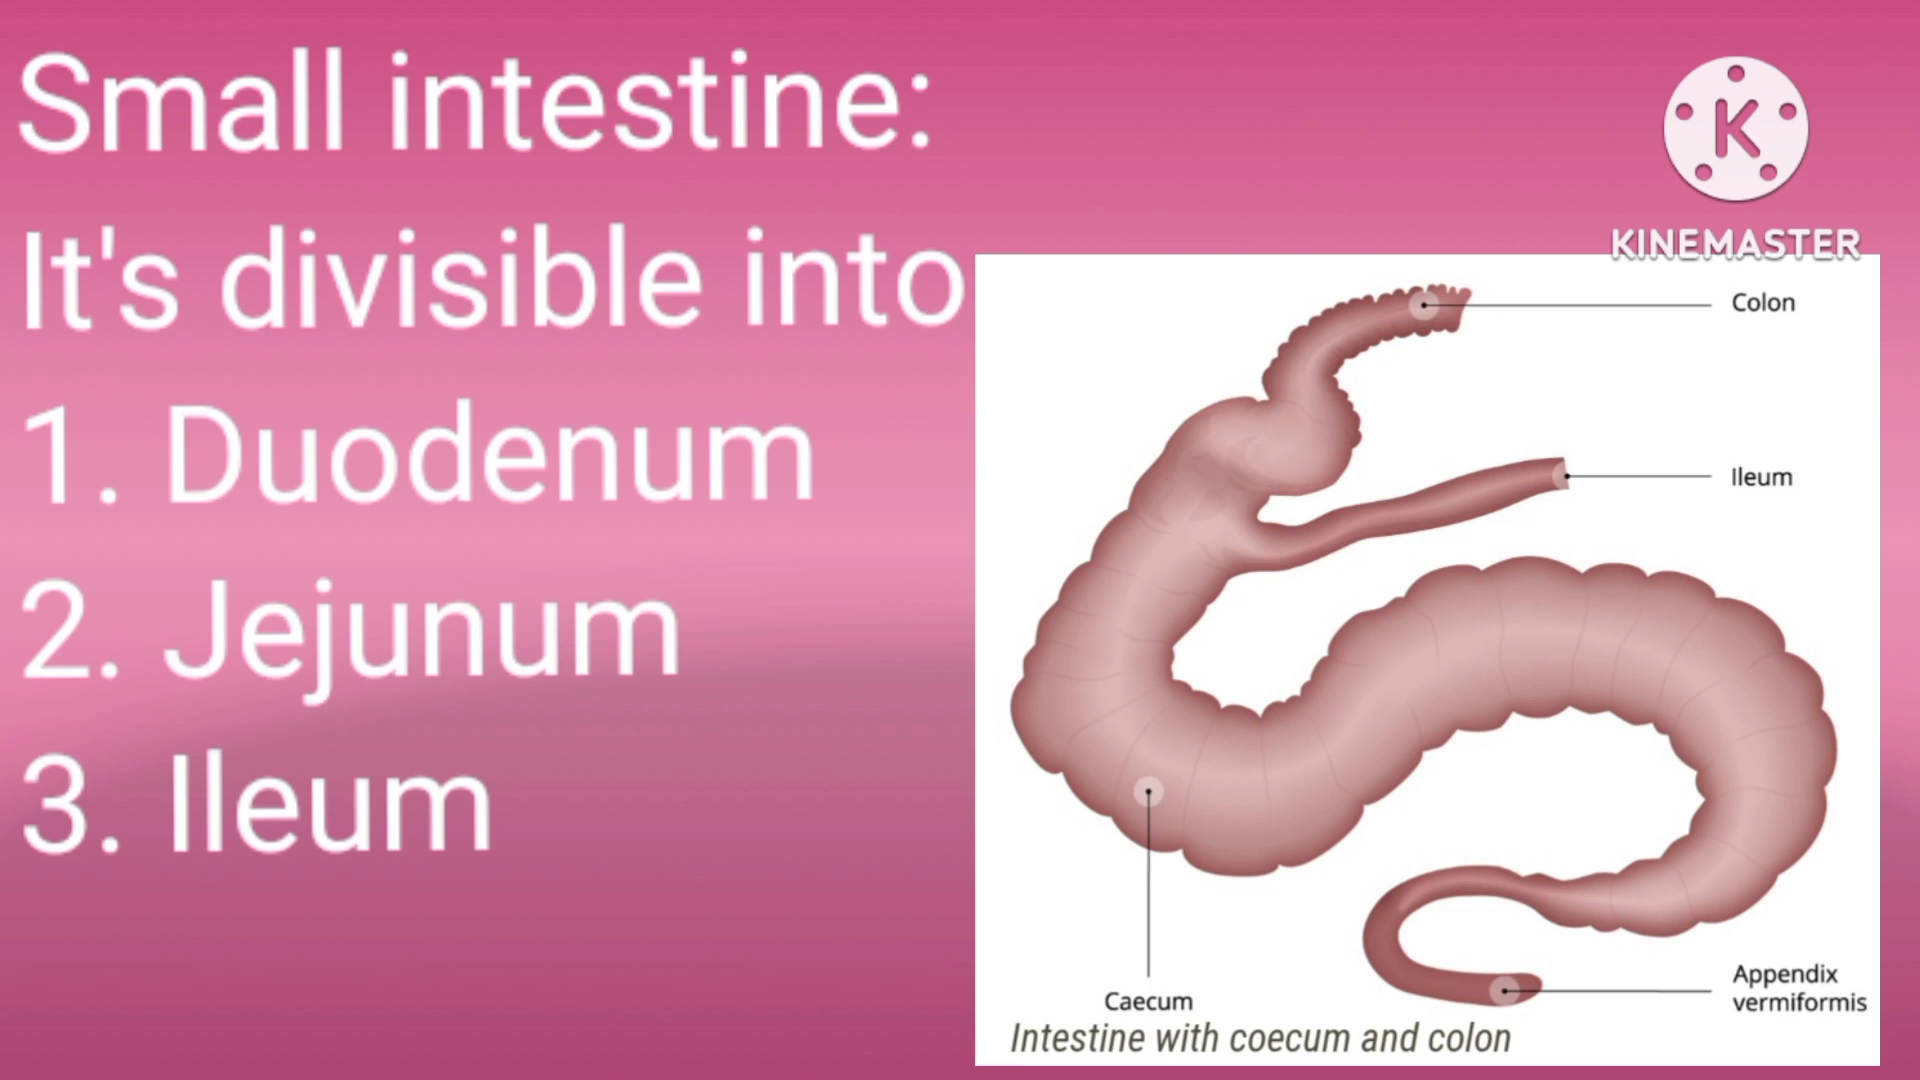 Small intestine:
It's divisible into
1. Duodenum
2. Jejunum
3. Ileum
K
KINEMASTER
Colon
Ileum
Caecum
Appendix
vermiformis
Intestine with coecum and colon